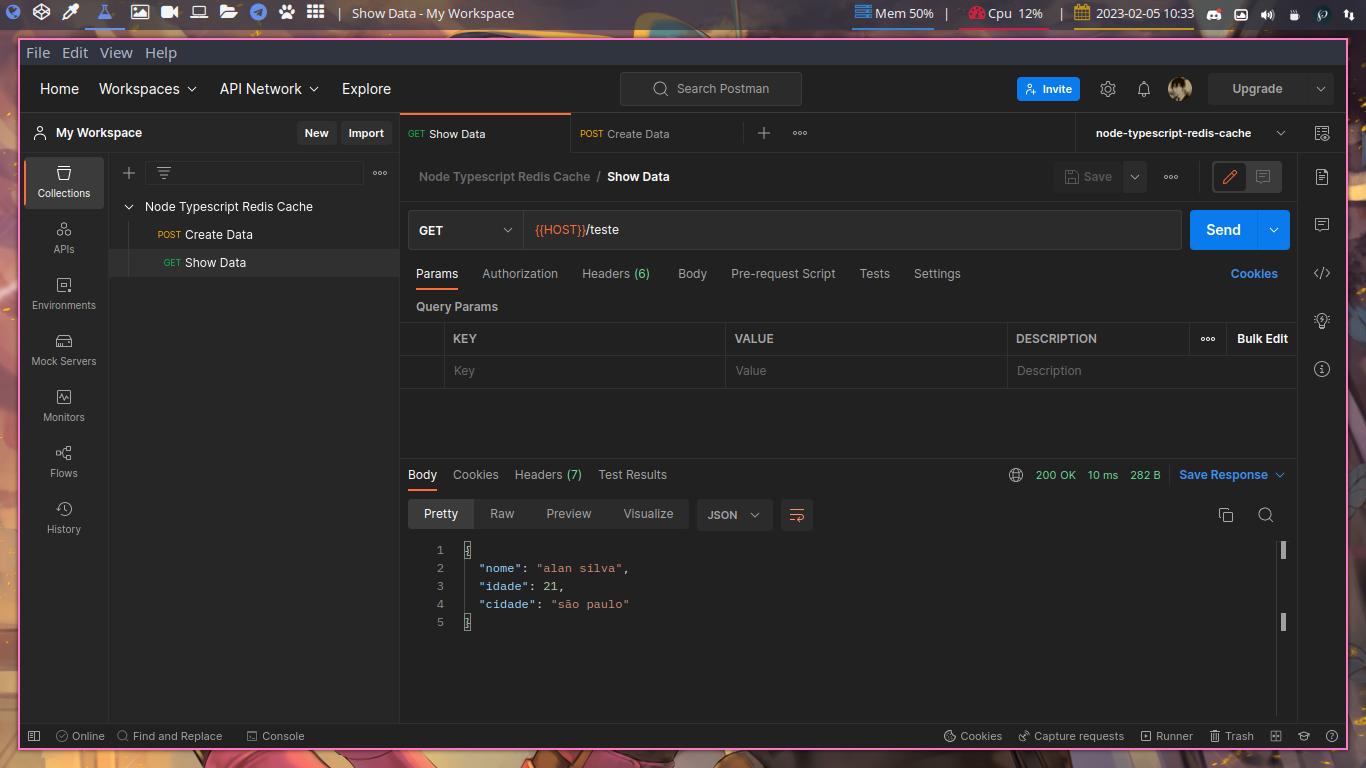 Show Data - My Workspace
Mem 50%
Cpu 12%
2023-02-05 10:33
File Edit View Help
Home Workspaces API Network Explore
Search Postman
Invite
Upgrade
My Workspace New Import
GET Show Data
POST Create Data
node-typescript-redis-cache
Collections
APIs
Environments
Mock Servers
Monitors
Flows
History
Node Typescript Redis Cache
POST Create Data
GET Show Data
Node Typescript Redis Cache / Show Data
Save
GET {{HOST}}/teste Send
Params Authorization Headers (6) Body Pre-request Script Tests Settings Cookies
Query Params
KEY VALUE DESCRIPTION Bulk Edit
Key Value Description
Body Cookies Headers (7) Test Results 200 OK 10 ms 282 B Save Response
Pretty Raw Preview Visualize JSON
1 {
2 "nome": "alan silva",
3 "idade": 21,
4 "cidade": "são paulo"
5 }
Online Find and Replace Console Cookies Capture requests Runner Trash